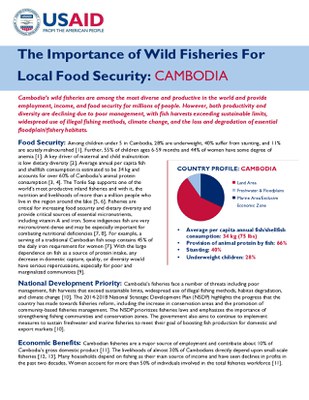 USAID
FROM THE AMERICAN PEOPLE
The Importance of Wild Fisheries For
Local Food Security: CAMBODIA
Cambodia's wild fisheries are among the most diverse and productive in the world and provide
employment, income, and food security for millions of people. However, both productivity and diversity
are declining due to poor management, with fish harvests exceeding sustainable limits,
widespread use of illegal fishing methods, climate change, and the loss and degradation of essential
floodplain/fishery habitats.
Food Security: Among children under 5 in Cambodia, 28% are underweight, 40% suffer from stunting, and 11%
are acutely malnourished [1]. Further, 55% of children ages 6-59 months and 44% of women have some degree of
anemia [1]. A key driver of maternal and child malnutrition
is low dietary diversity [2]. Average annual per capita fish
and shellfish consumption is estimated to be 34 kg and
accounts for over 60% of Cambodia's animal protein
consumption [3, 4]. The Tonle Sap supports one of the
world's most productive inland fisheries and with it, the
nutrition and livelihoods of more than a million people who
live in the region around the lake [5, 6]. Fisheries are
critical for increasing food security and dietary diversity and
provide critical sources of essential micronutrients,
including vitamin A and iron. Some indigenous fish are very
micronutrient-dense and may be especially important for
combating nutritional deficiencies [7, 8]. For example, a
serving of a traditional Cambodian fish soup contains 45% of
the daily iron requirement for women [7]. With the large
dependence on fish as a source of protein intake, any
decrease in domestic capture, quality, or diversity would
have serious repercussions, especially for poor and
marginalized communities [9].
COUNTRY PROFILE: CAMBODIA
Land Area
Freshwater & Floodplains
Marine Area/Exclusive
Economic Zone
• Average per capita annual fish/shellfish
consumption: 34 kg (75 lbs)
• Provision of animal protein by fish: 66%
• Stunting: 40%
• Underweight children: 28%
National Development Priority: Cambodia's fisheries face a number of threats including poor
management, fish harvests that exceed sustainable limits, widespread use of illegal fishing methods, habitat degradation,
and climate change [10]. The 2014-2018 National Strategic Development Plan (NSDP) highlights the progress that the
country has made towards fisheries reform, including the increase in conservation areas and the promotion of
community-based fisheries management. The NSDP prioritizes fisheries laws and emphasizes the importance of
strengthening fishing communities and conservation zones. The government also aims to continue to implement
measures to sustain freshwater and marine fisheries to meet their goal of boosting fish production for domestic and
export markets [10].
Economic Benefits: Cambodian fisheries are a major source of employment and contribute about 10% of
Cambodia's gross domestic product [11]. The livelihoods of almost 50% of Cambodians directly depend upon small-scale
fisheries [12, 13]. Many households depend on fishing as their main source of income and have seen declines in profits
in the past two decades. Women account for more than 50% of individuals involved in the total fisheries workforce [11].